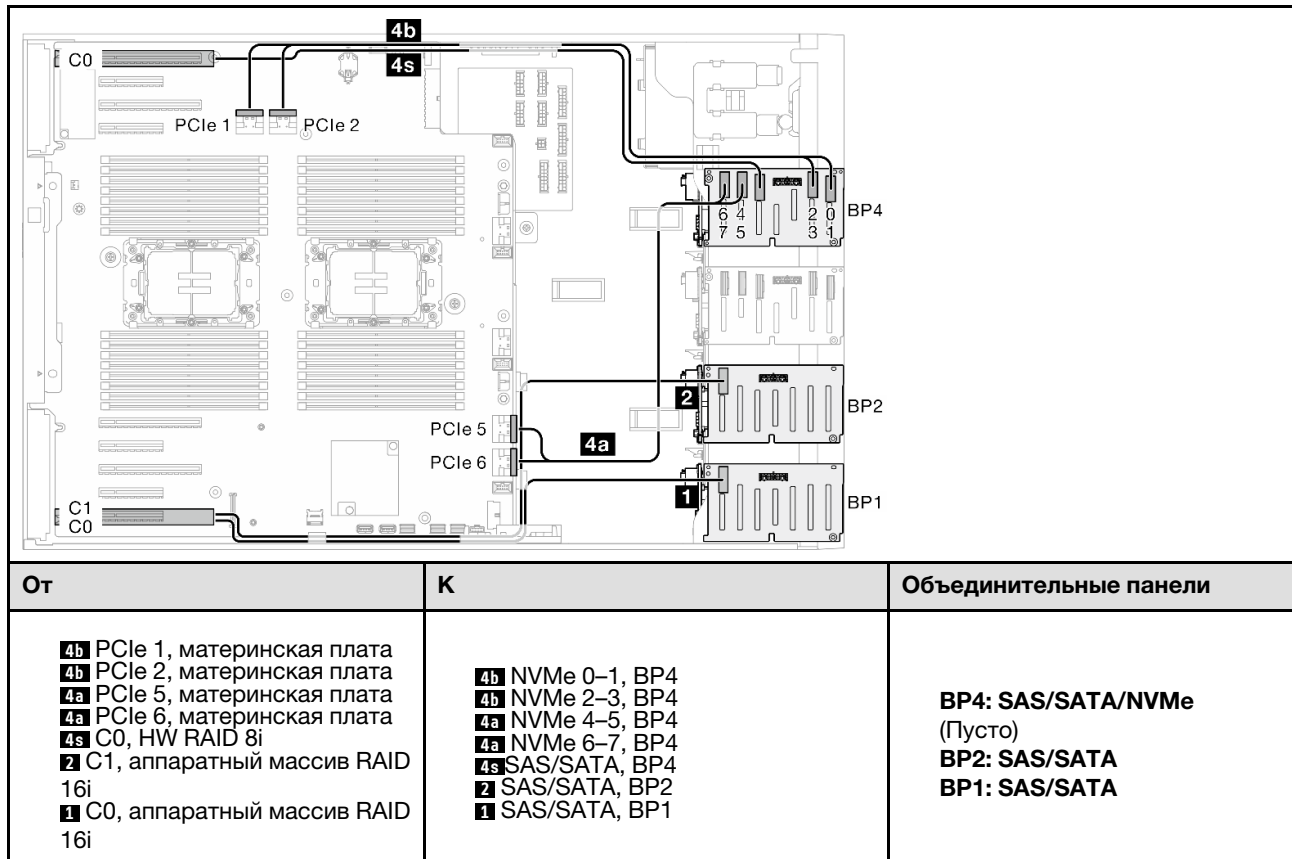 4b
C0
4s
PCIe 1
PCIe 2
6 4 2 0
7 5 3 1
BP4
2
BP2
PCIe 5
4a
PCIe 6
1
BP1
C1
C0
От
К
Объединительные панели
4b PCIe 1, материнская плата
4b PCIe 2, материнская плата
4a PCIe 5, материнская плата
4a PCIe 6, материнская плата
4s C0, HW RAID 8i
2 C1, аппаратный массив RAID
16i
1 C0, аппаратный массив RAID
16i
4b NVMe 0–1, BP4
4b NVMe 2–3, BP4
4a NVMe 4–5, BP4
4a NVMe 6–7, BP4
4s SAS/SATA, BP4
2 SAS/SATA, BP2
1 SAS/SATA, BP1
BP4: SAS/SATA/NVMe
(Пусто)
BP2: SAS/SATA
BP1: SAS/SATA